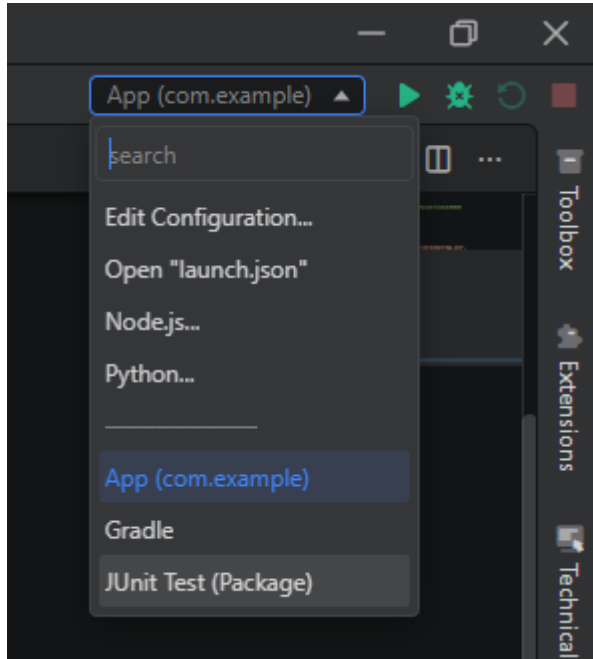 App (com.example)
search
Edit Configuration...
Open "launch.json"
Node.js...
Python...
App (com.example)
Gradle
JUnit Test (Package)
Toolbox
Extensions
Technical